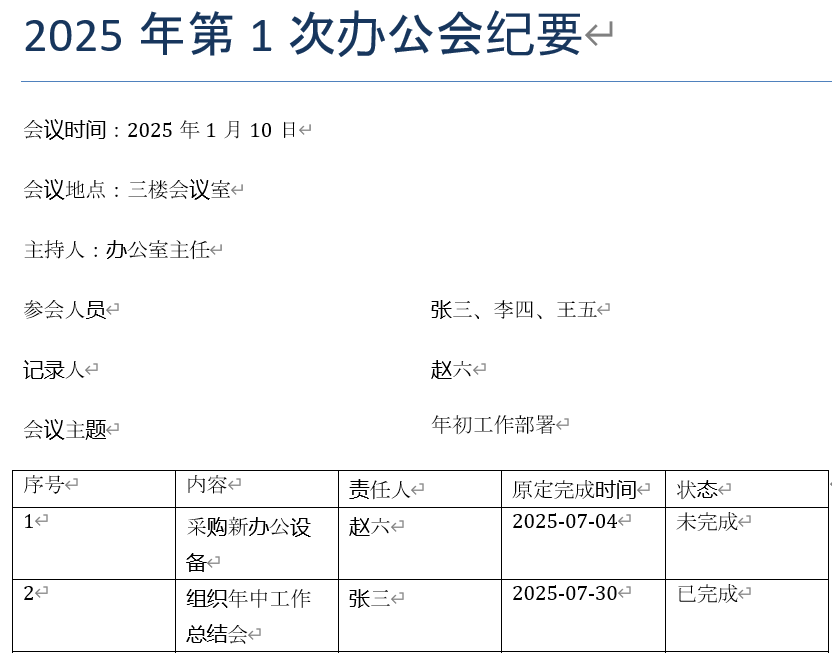 2025 年第 1 次办公会纪要
会议时间：2025 年 1 月 10 日
会议地点：三楼会议室
主持人：办公室主任
参会人员 张三、李四、王五
记录人 赵六
会议主题 年初工作部署
序号 内容 责任人 原定完成时间 状态
1 采购新办公设 赵六 2025-07-04 未完成
备
2 组织年中工作 张三 2025-07-30 已完成
总结会